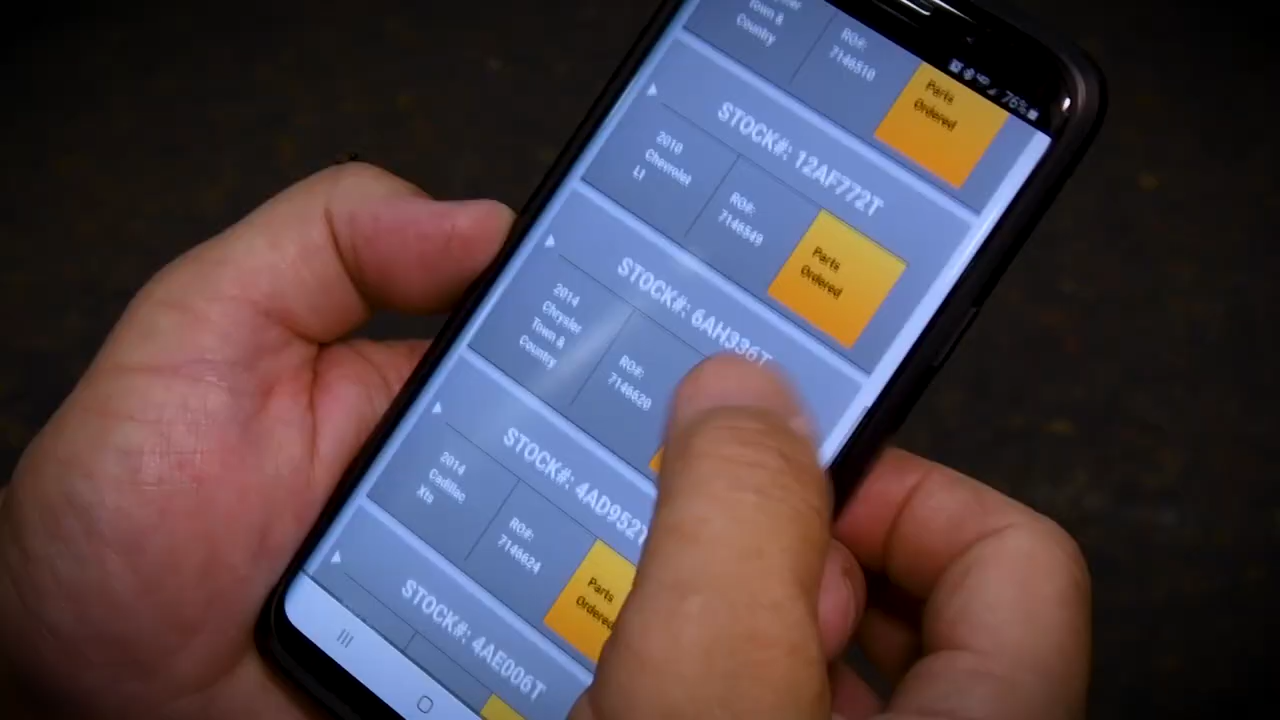 76%
Town &
Country
RO#:
7146510
Parts
Ordered
STOCK#: 12AF772T
2010
Chevrolet
Lt
RO#:
7146549
Parts
Ordered
STOCK#: 6AH336T
2014
Chrysler
Town &
Country
RO#:
7146620
STOCK#: 4AD952T
2014
Cadillac
Xts
RO#:
7146624
Parts
Ordered
STOCK#: 4AE006T